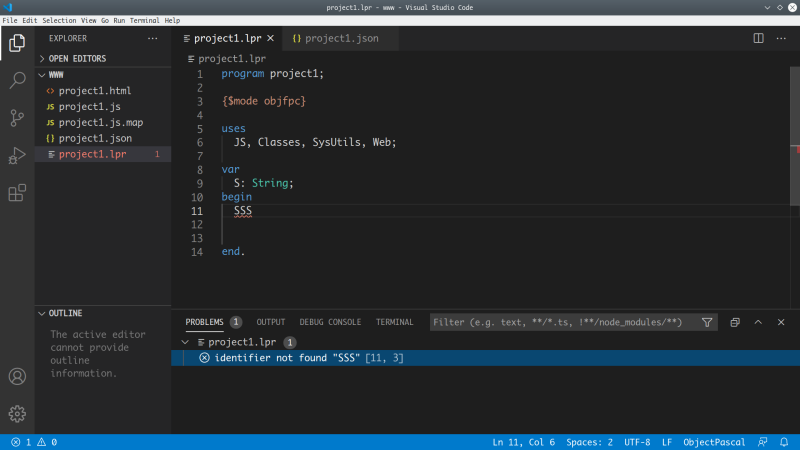 project1.lpr - www - Visual Studio Code
File Edit Selection View Go Run Terminal Help
EXPLORER ...
OPEN EDITORS
WWW
<> project1.html
JS project1.js
JS project1.js.map
{} project1.json
project1.lpr 1
OUTLINE
The active editor
cannot provide
outline
information.
project1.lpr {} project1.json
project1.lpr
1 program project1;
2
3 {$mode objfpc}
4
5 uses
6 JS, Classes, SysUtils, Web;
7
8 var
9 S: String;
10 begin
11 SSS
12
13
14 end.
PROBLEMS 1 OUTPUT DEBUG CONSOLE TERMINAL Filter (e.g. text, **/*.ts, !**/node_modules/**)
project1.lpr 1
identifier not found "SSS" [11, 3]
1 0 Ln 11, Col 6 Spaces: 2 UTF-8 LF ObjectPascal